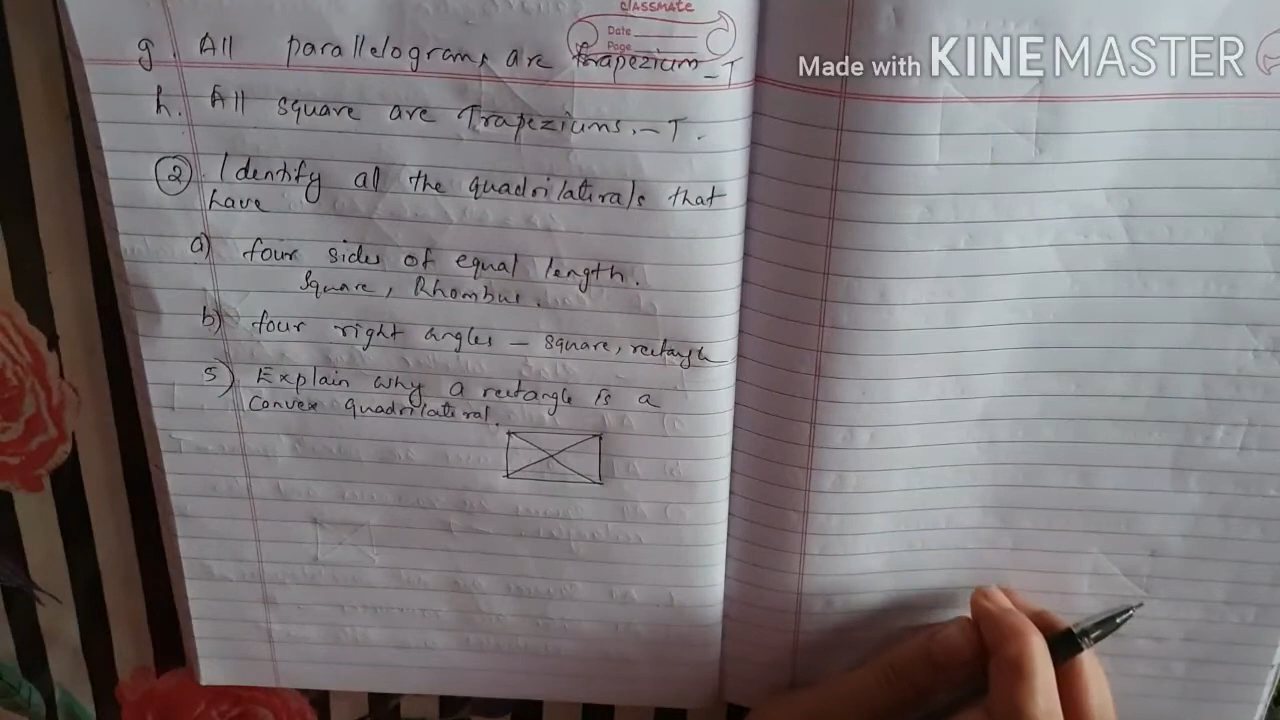 CLASSMATE
Date
Page
Made with KINEMASTER
g. All parallelograms are trapezium - T
h. All square are Trapeziums. - T.
② Identify all the quadrilaterals that
have
a) four sides of equal length.
Square, Rhombus.
b) four right angles - square, rectangle
5) Explain why a rectangle is a
Convex quadrilateral.